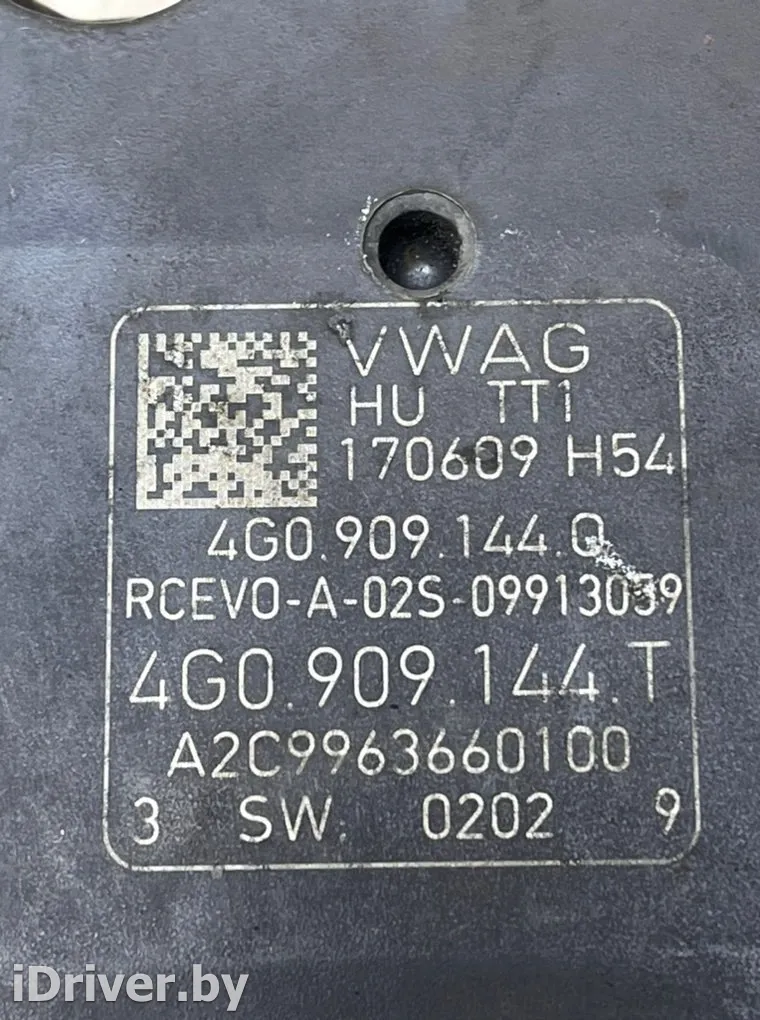 VWAG
HU TT1
170609 H54
4G0.909.144.Q
RCEVO-A-02S-09913039
4G0.909.144.T
A2C9963660100
3 SW: 0202 9
iDriver.by